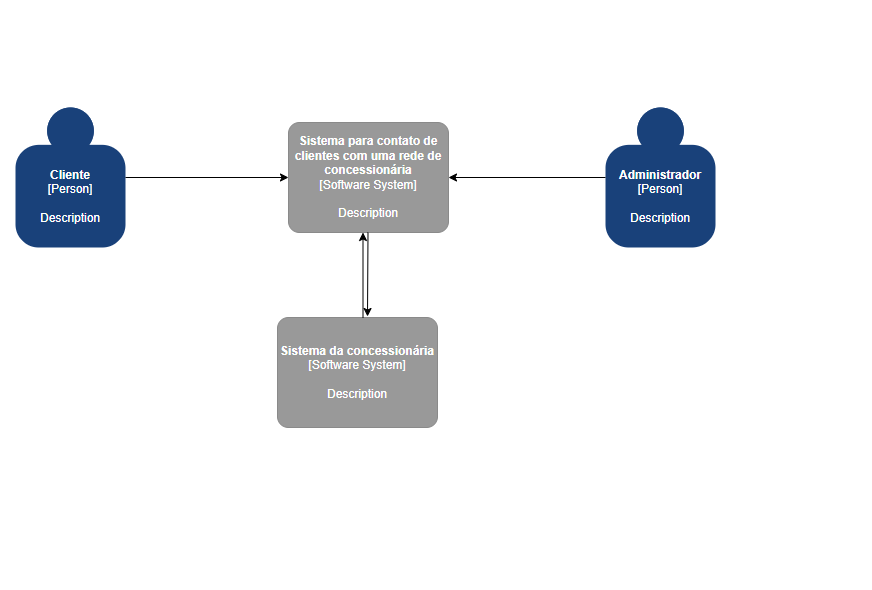 Cliente
[Person]
Description
Sistema para contato de
clientes com uma rede de
concessionária
[Software System]
Description
Administrador
[Person]
Description
Sistema da concessionária
[Software System]
Description